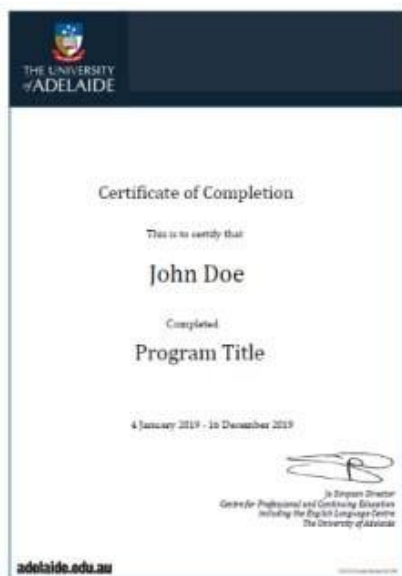 THE UNIVERSITY
of ADELAIDE
Certificate of Completion
This is to certify that
John Doe
Completed
Program Title
4 January 2019 - 16 December 2019
Jo Simpson Director
Centre for Professional and Continuing Education
including the English Language Centre
The University of Adelaide
adelaide.edu.au